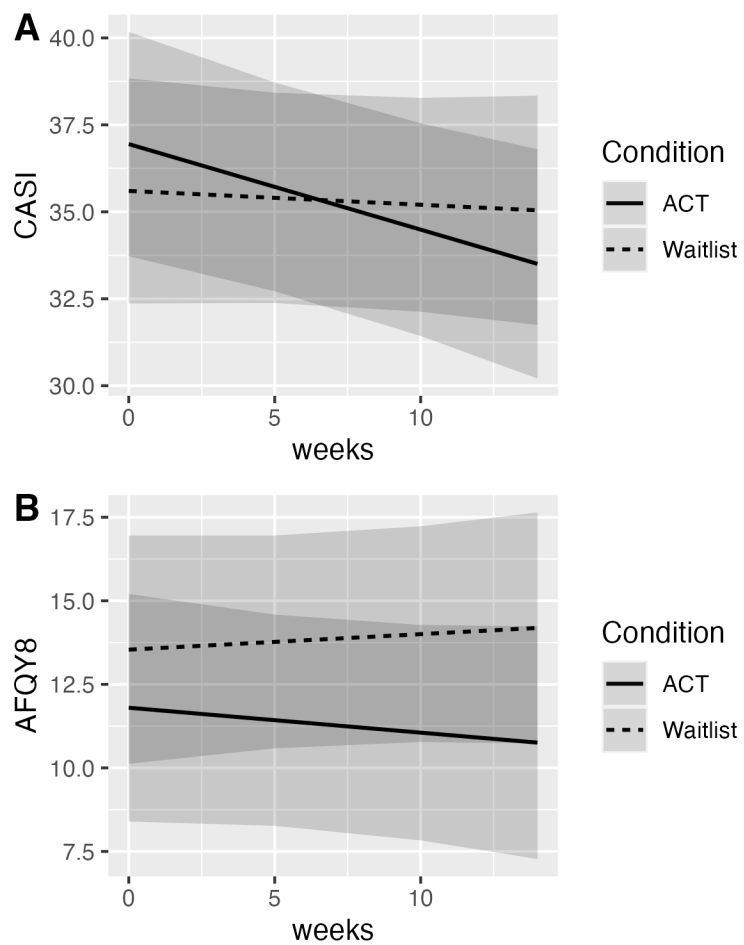 A
CASI
40.0
37.5
35.0
32.5
30.0
0 5 10
weeks
Condition
ACT
Waitlist
B
AFQY8
17.5
15.0
12.5
10.0
7.5
0 5 10
weeks
Condition
ACT
Waitlist